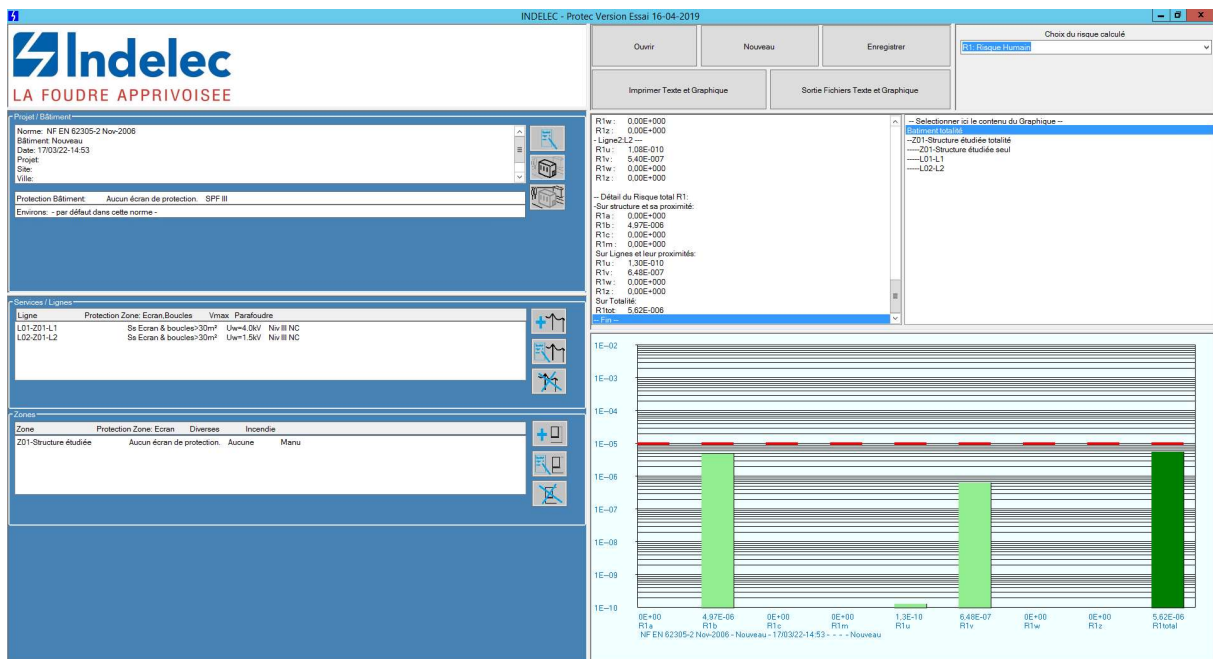 INDELEC - Protec Version Essai 16-04-2019
Indelec
LA FOUDRE APPRIVOISEE
Ouvrir
Nouveau
Enregistrer
Imprimer Texte et Graphique
Sortie Fichiers Texte et Graphique
Choix du risque calculé
R1: Risque Humain
Projet / Bâtiment
Norme: NF EN 62305-2 Nov-2006
Bâtiment: Nouveau
Date: 17/03/22-14:53
Projet:
Site:
Ville:
Protection Bâtiment: Aucun écran de protection. SPF III
Environs: - par défaut dans cette norme -
Services / Lignes
Ligne Protection Zone: Ecran,Boucles Vmax Parafoudre
L01-Z01-L1 Ss Ecran & boucles>30m² Uw=4.0kV Niv III NC
L02-Z01-L2 Ss Ecran & boucles>30m² Uw=1.5kV Niv III NC
Zones
Zone Protection Zone: Ecran Diverses Incendie
Z01-Structure étudiée Aucun écran de protection. Aucune Manu
R1w : 0,00E+000
R1z : 0,00E+000
- Ligne2:L2 ---
R1u : 1,08E-010
R1v : 5,40E-007
R1w : 0,00E+000
R1z : 0,00E+000
-- Détail du Risque total R1:
-Sur structure et sa proximité:
R1a : 0,00E+000
R1b : 4,97E-006
R1c : 0,00E+000
R1m : 0,00E+000
Sur Lignes et leur proximités:
R1u : 1,30E-010
R1v : 6,48E-007
R1w : 0,00E+000
R1z : 0,00E+000
Sur Totalité:
R1tot: 5,62E-006
-- Fin --
-- Selectionner ici le contenu du Graphique --
Batiment totalité
--Z01-Structure étudiée totalité
-----Z01-Structure étudiée seul
-----L01-L1
-----L02-L2
1E-02
1E-03
1E-04
1E-05
1E-06
1E-07
1E-08
1E-09
1E-10
0E+00 4,97E-06 0E+00 0E+00 1,3E-10 6,48E-07 0E+00 0E+00 5,62E-06
R1a R1b R1c R1m R1u R1v R1w R1z R1total
NF EN 62305-2 Nov-2006 - Nouveau - 17/03/22-14:53 - - - - Nouveau